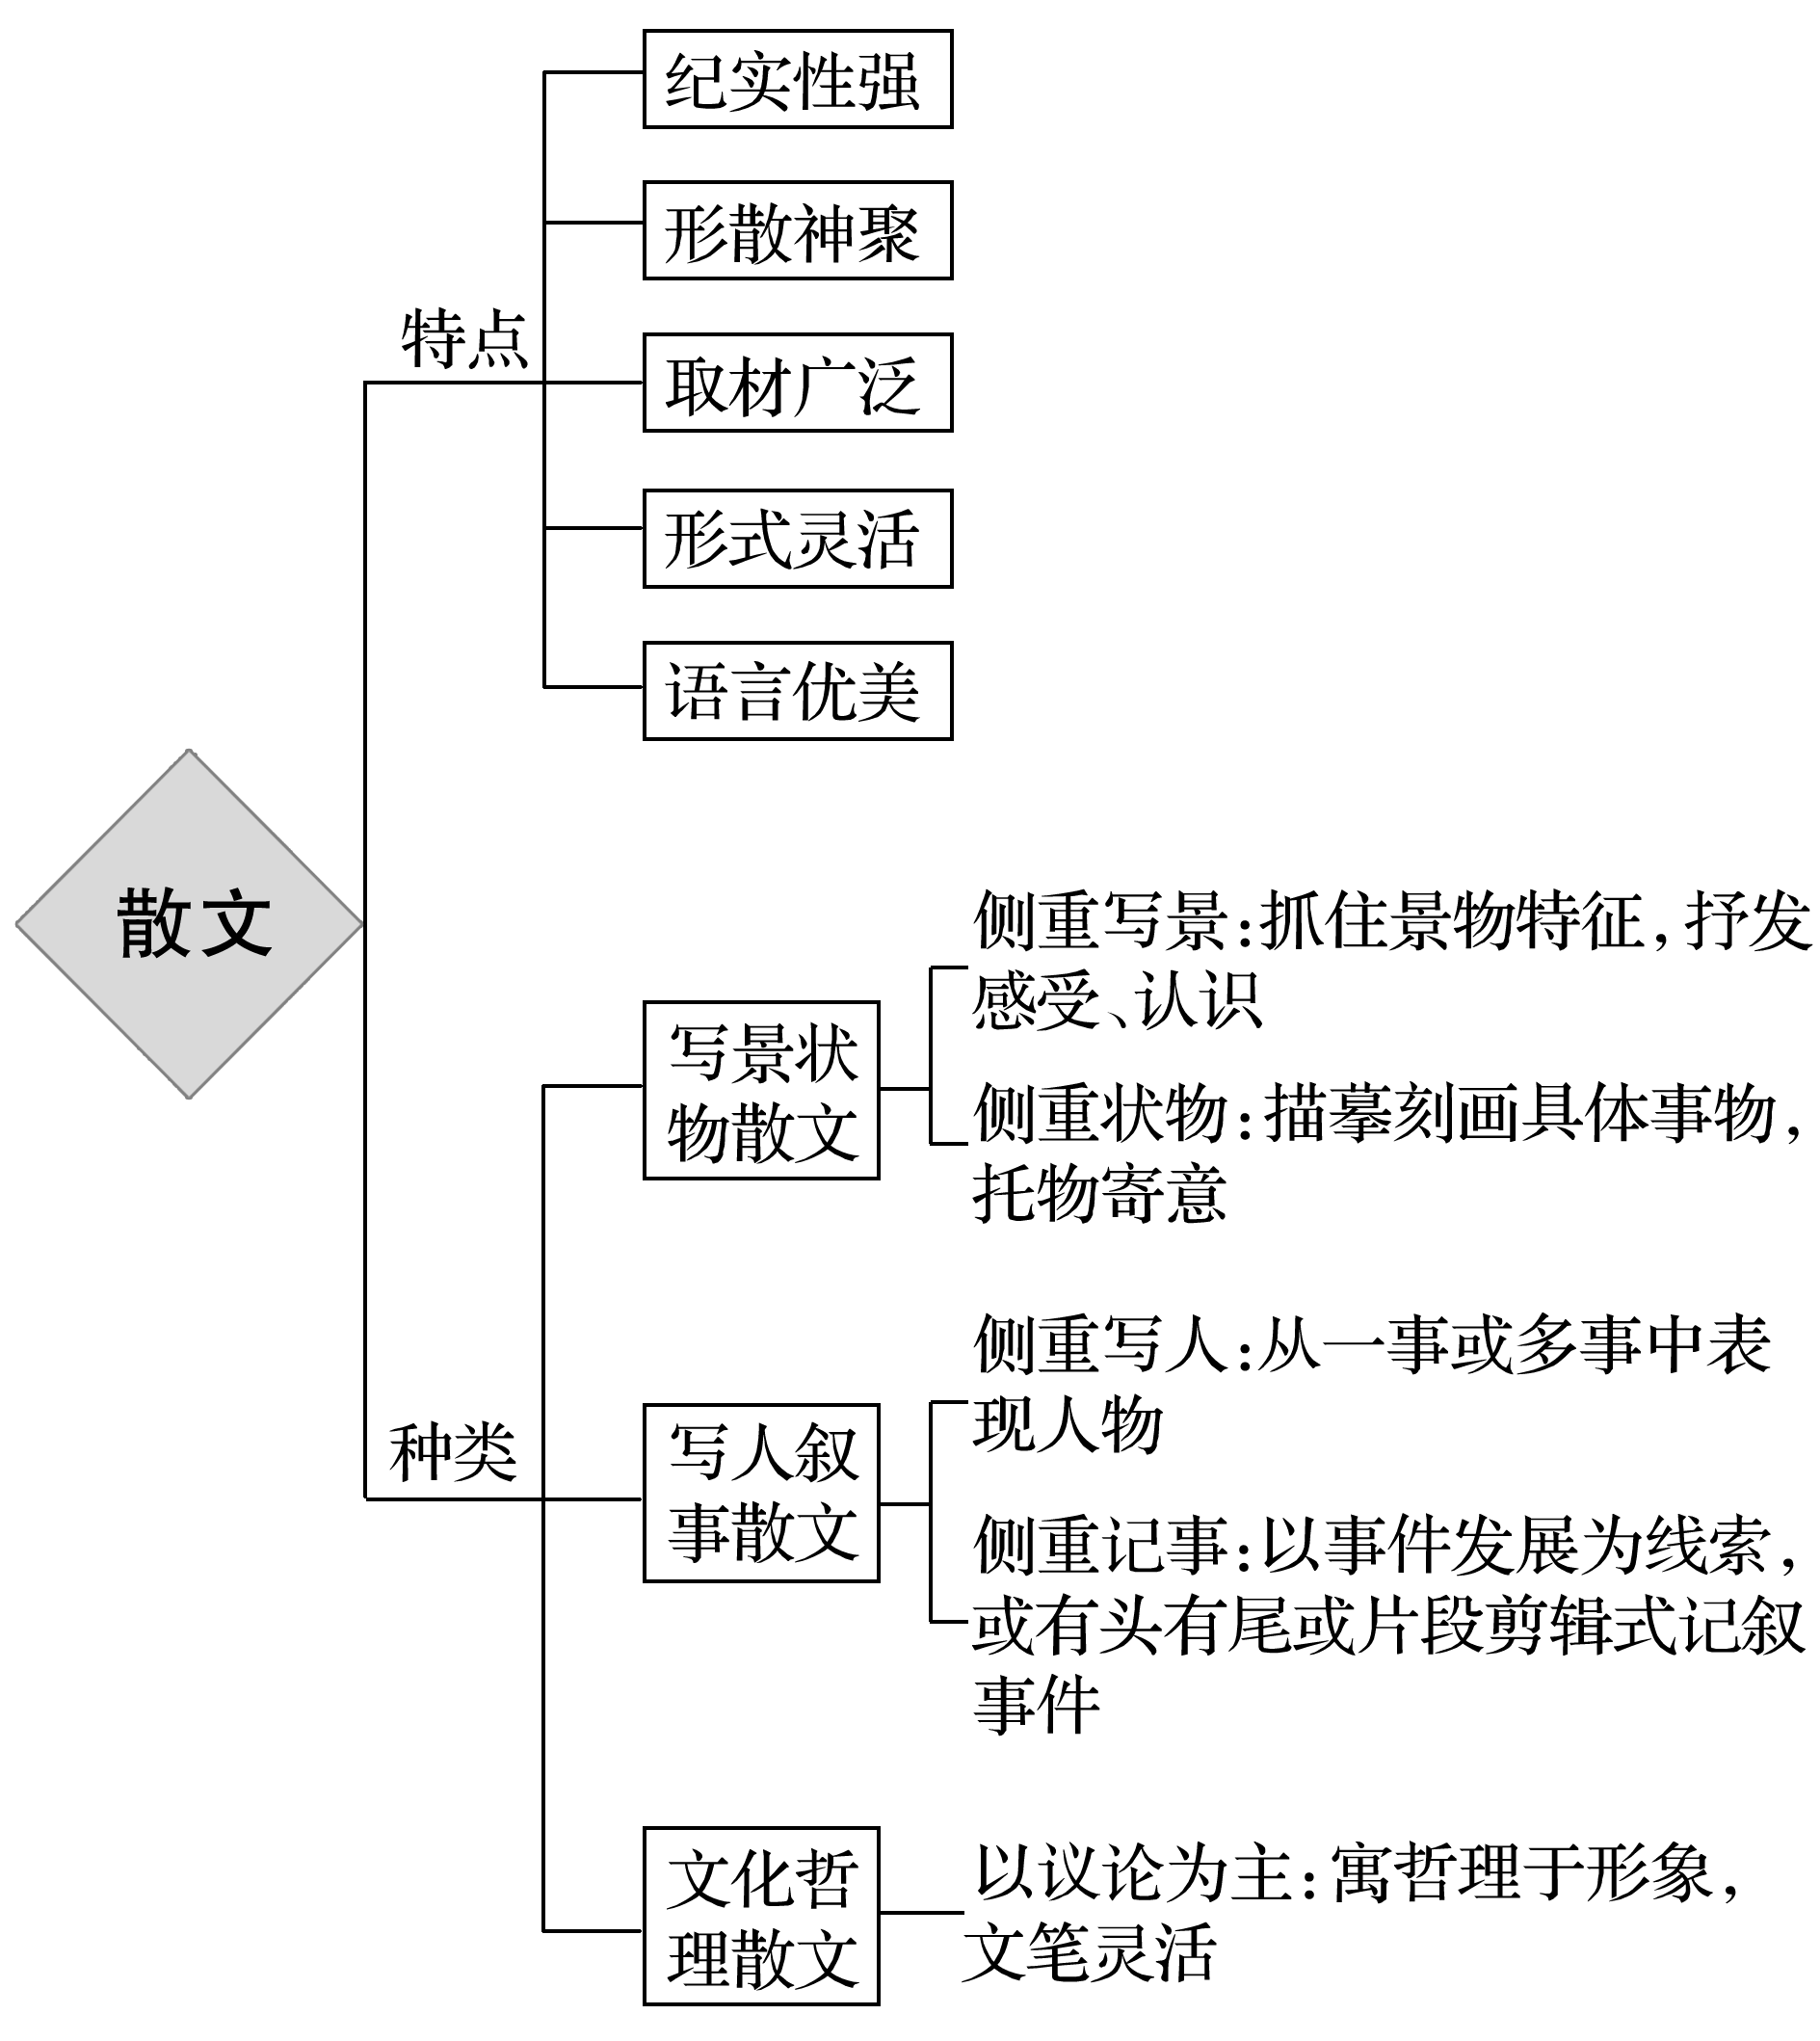 散文
特点
纪实性强
形散神聚
取材广泛
形式灵活
语言优美
种类
写景状
物散文
侧重写景:抓住景物特征,抒发
感受、认识
侧重状物:描摹刻画具体事物,
托物寄意
写人叙
事散文
侧重写人:从一事或多事中表
现人物
侧重记事:以事件发展为线索,
或有头有尾或片段剪辑式记叙
事件
文化哲
理散文
以议论为主:寓哲理于形象,
文笔灵活